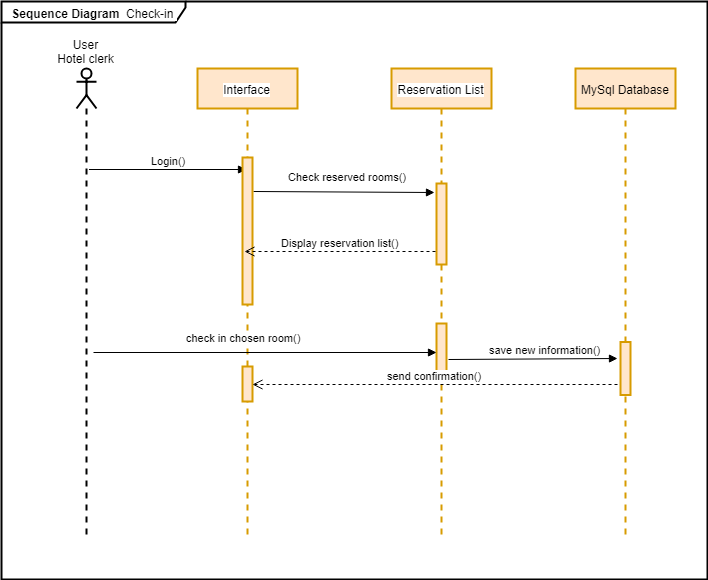 Sequence Diagram Check-in
User
Hotel clerk
Interface
Reservation List
MySql Database
Login()
Check reserved rooms()
Display reservation list()
check in chosen room()
save new information()
send confirmation()